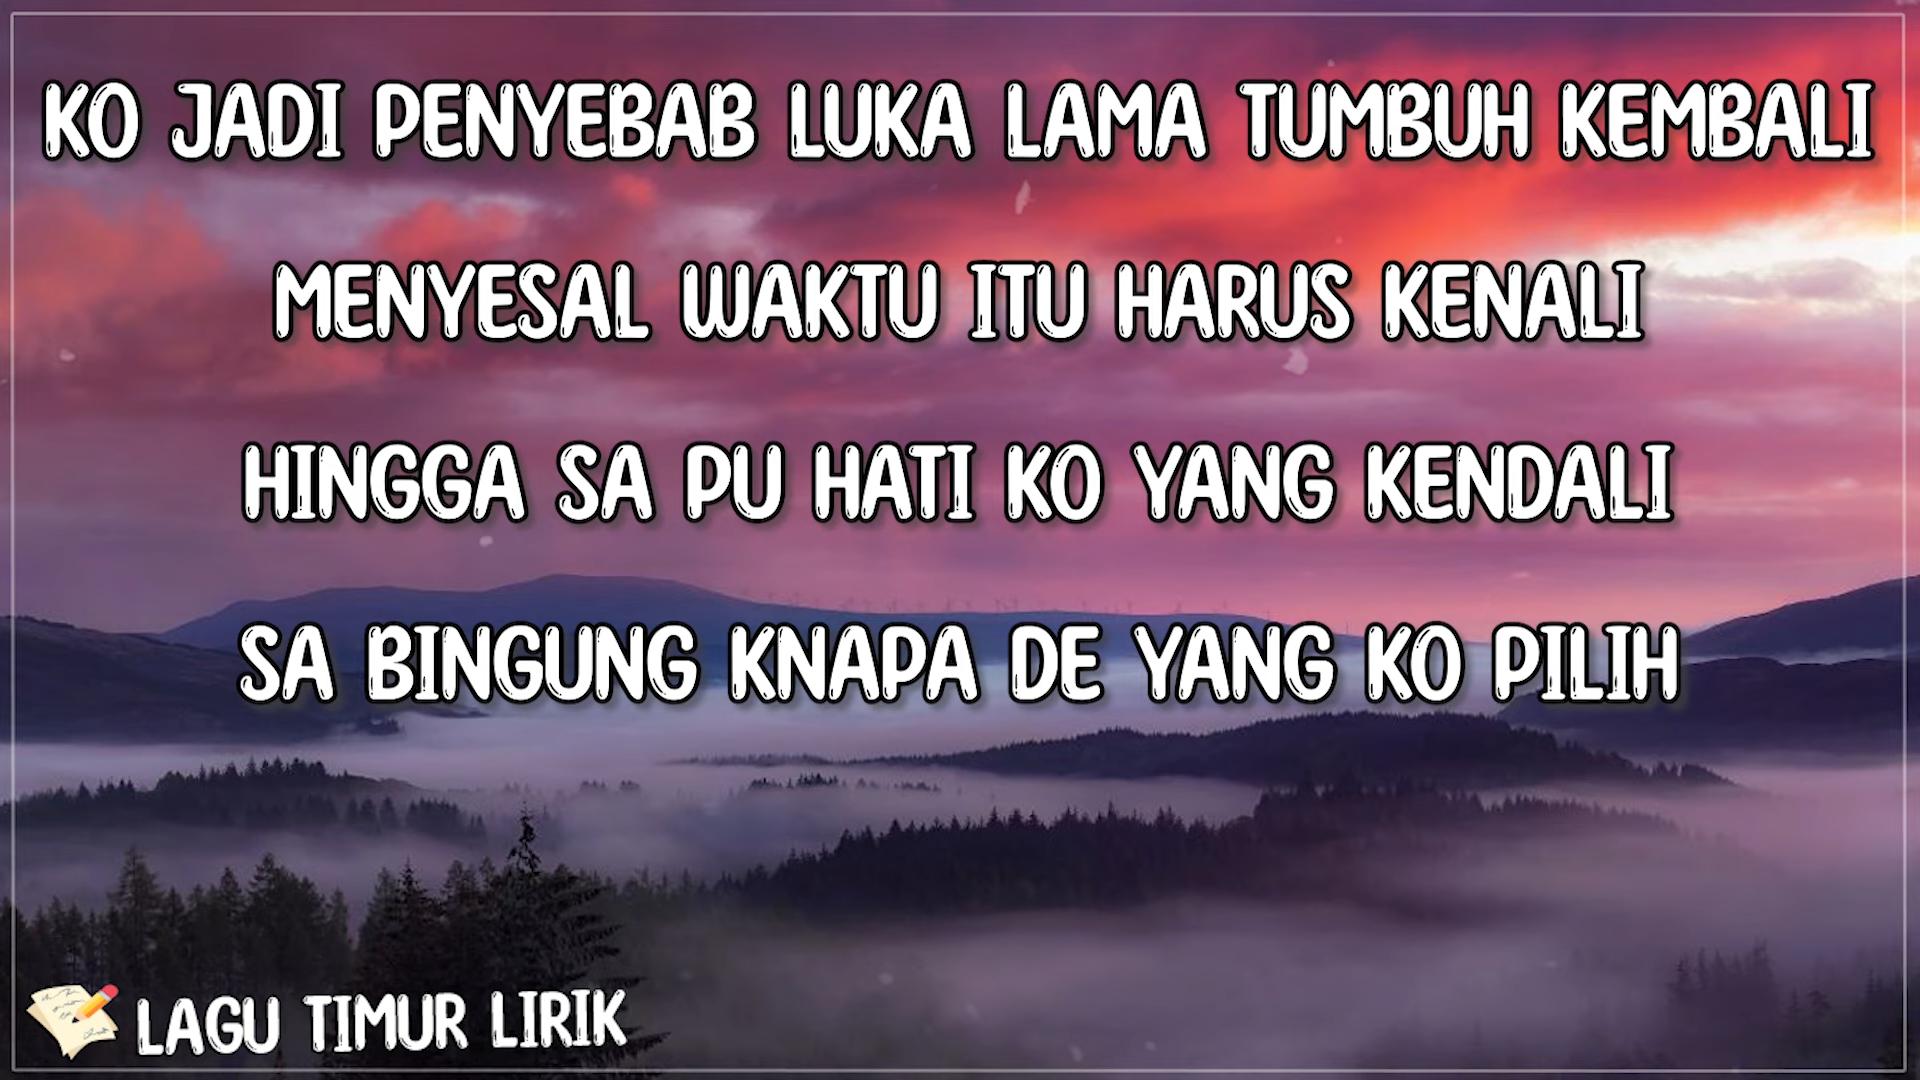 KO JADI PENYEBAB LUKA LAMA TUMBUH KEMBALI
MENYESAL WAKTU ITU HARUS KENALI
HINGGA SA PU HATI KO YANG KENDALI
SA BINGUNG KNAPA DE YANG KO PILIH
LAGU TIMUR LIRIK